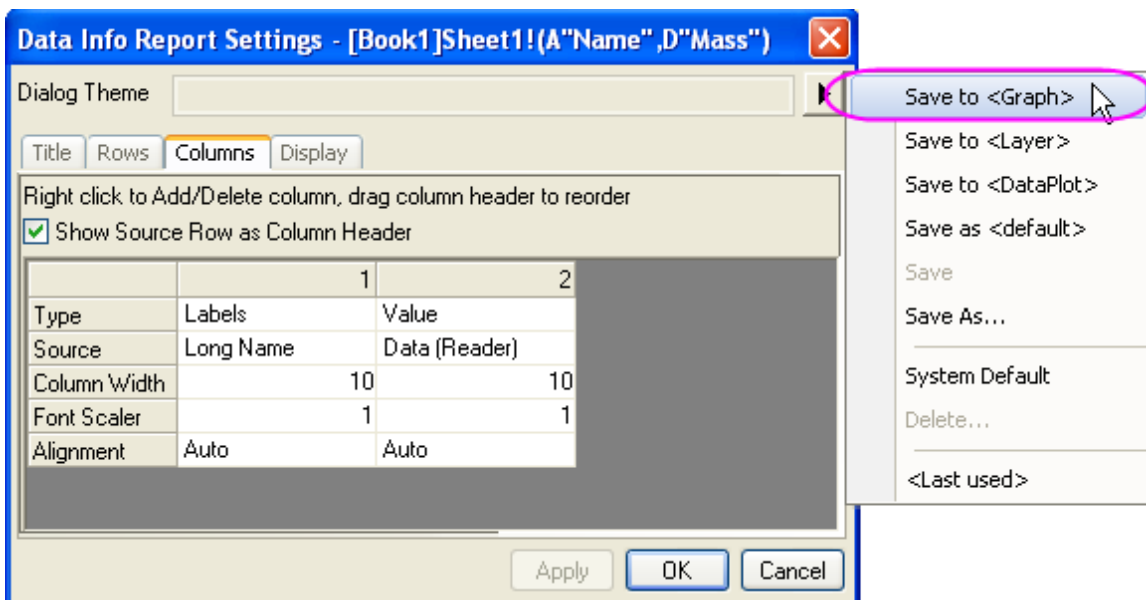 Data Info Report Settings - [Book1]Sheet1!(A"Name",D"Mass")
Dialog Theme
Title Rows Columns Display
Right click to Add/Delete column, drag column header to reorder
Show Source Row as Column Header
1 2
Type Labels Value
Source Long Name Data (Reader)
Column Width 10 10
Font Scaler 1 1
Alignment Auto Auto
Apply OK Cancel
Save to <Graph>
Save to <Layer>
Save to <DataPlot>
Save as <default>
Save
Save As...
System Default
Delete...
<Last used>